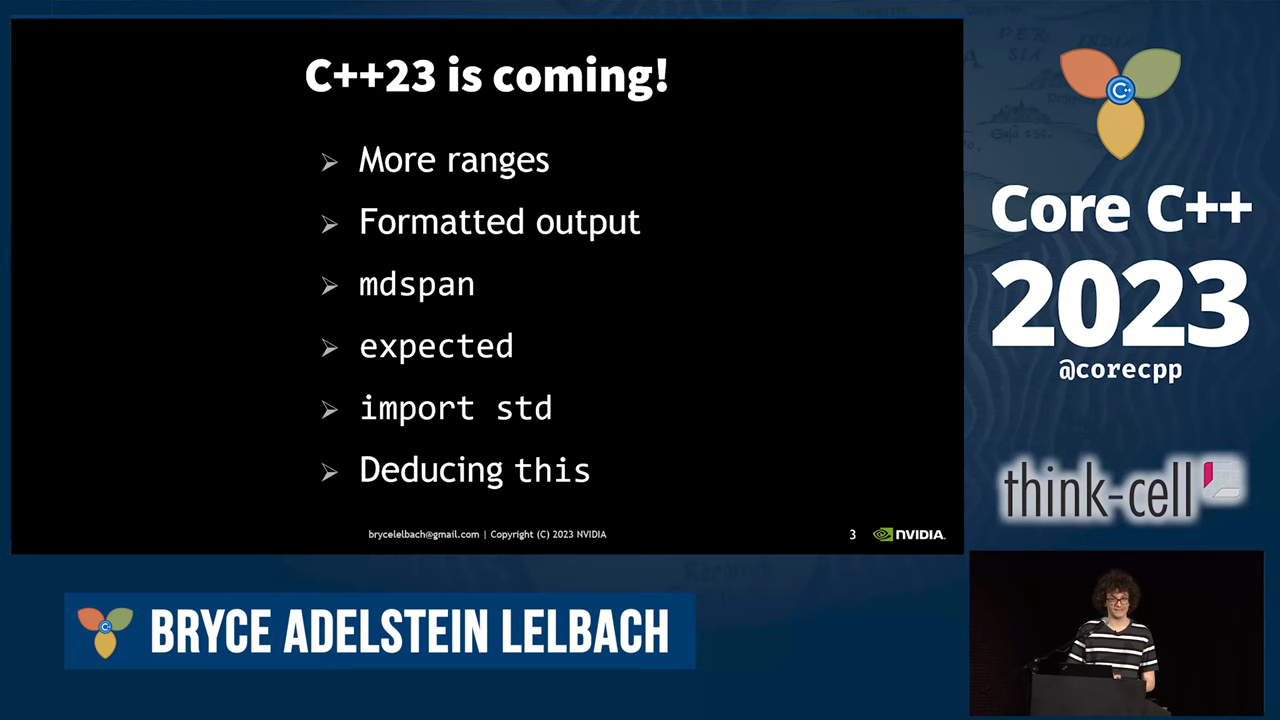 C++23 is coming!
More ranges
Formatted output
mdspan
expected
import std
Deducing this
brycelelbach@gmail.com | Copyright (C) 2023 NVIDIA
3
NVIDIA.
C++
Core C++
2023
@corecpp
think-cell
C++
BRYCE ADELSTEIN LELBACH